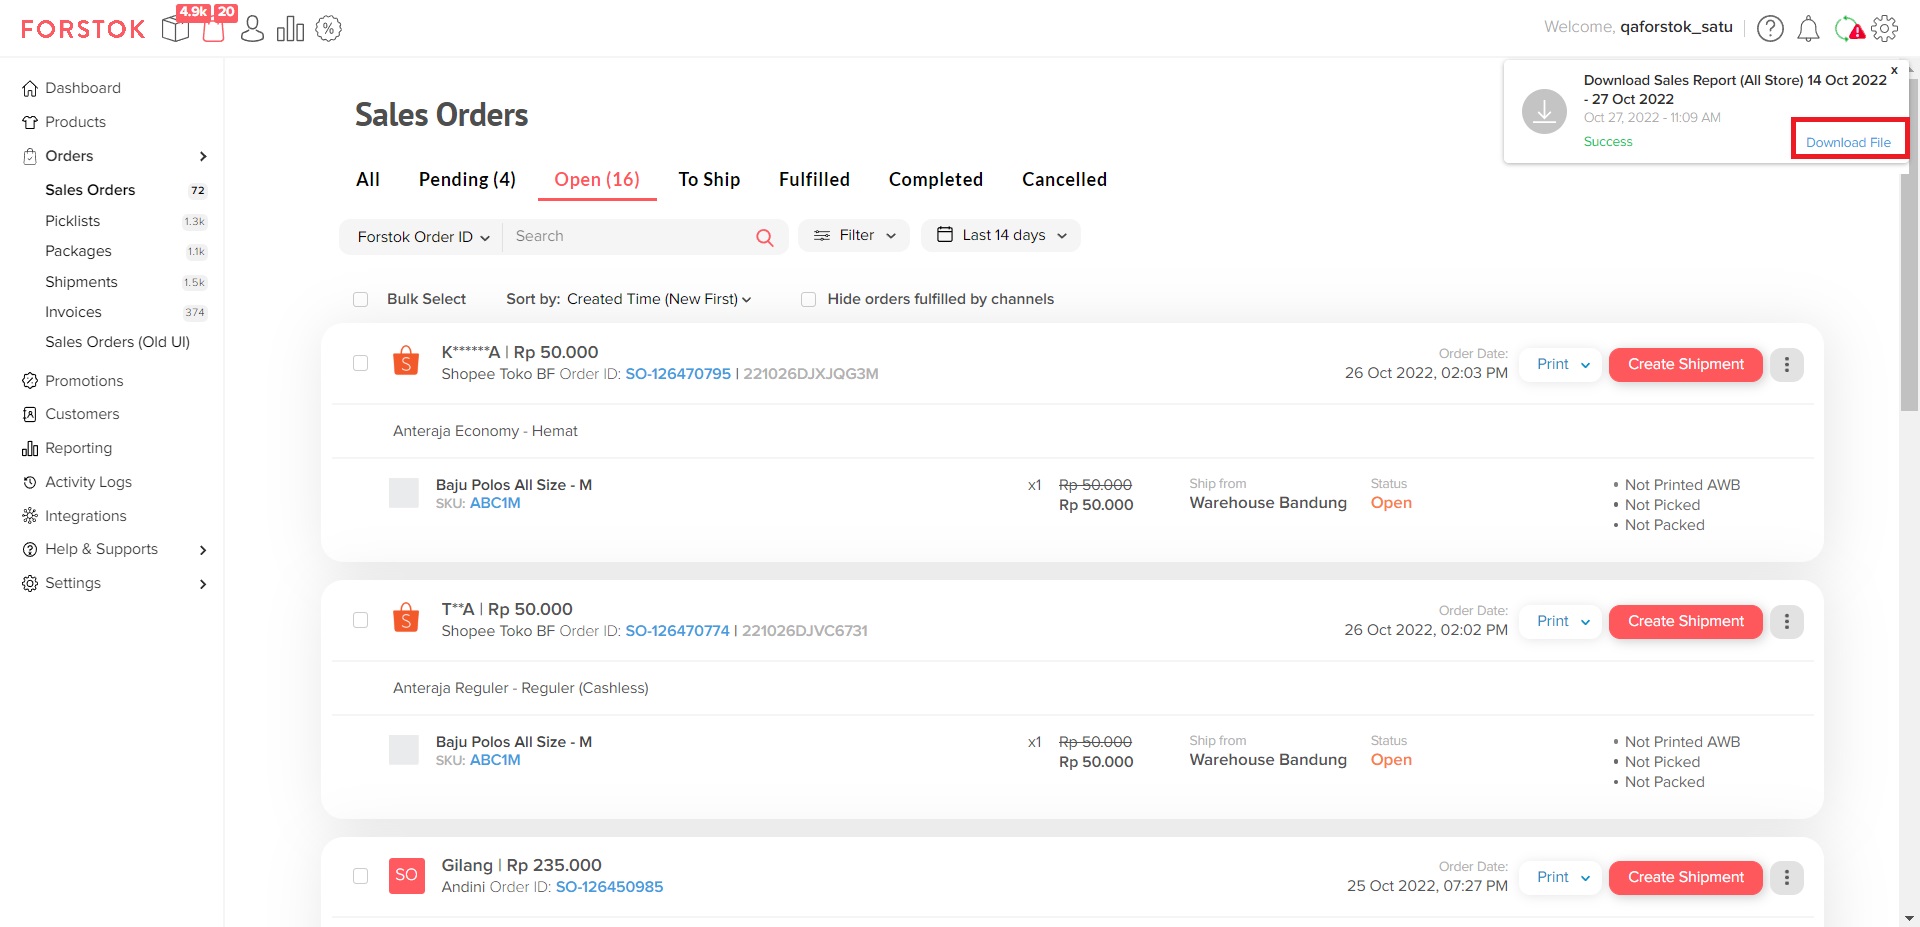 FORSTOK
4.9k
20
Welcome, qaforstok_satu
Download Sales Report (All Store) 14 Oct 2022
- 27 Oct 2022
x
Oct 27, 2022 - 11:09 AM
Success
Download File
Dashboard
Products
Orders
Sales Orders 72
Picklists 1.3k
Packages 1.1k
Shipments 1.5k
Invoices 374
Sales Orders (Old UI)
Promotions
Customers
Reporting
Activity Logs
Integrations
Help & Supports
Settings
Sales Orders
All Pending (4) Open (16) To Ship Fulfilled Completed Cancelled
Forstok Order ID Search Filter Last 14 days
Bulk Select Sort by: Created Time (New First) Hide orders fulfilled by channels
K******A | Rp 50.000
Shopee Toko BF Order ID: SO-126470795 | 221026DJXJQG3M
Order Date:
26 Oct 2022, 02:03 PM
Print Create Shipment
Anteraja Economy - Hemat
Baju Polos All Size - M
SKU: ABC1M
x1 Rp 50.000
Rp 50.000
Ship from
Warehouse Bandung
Status
Open
• Not Printed AWB
• Not Picked
• Not Packed
T**A | Rp 50.000
Shopee Toko BF Order ID: SO-126470774 | 221026DJVC6731
Order Date:
26 Oct 2022, 02:02 PM
Print Create Shipment
Anteraja Reguler - Reguler (Cashless)
Baju Polos All Size - M
SKU: ABC1M
x1 Rp 50.000
Rp 50.000
Ship from
Warehouse Bandung
Status
Open
• Not Printed AWB
• Not Picked
• Not Packed
SO
Gilang | Rp 235.000
Andini Order ID: SO-126450985
Order Date:
25 Oct 2022, 07:27 PM
Print Create Shipment